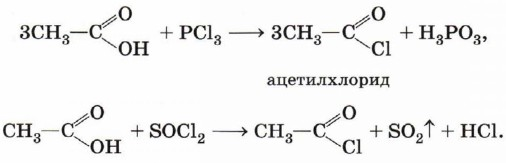 3CH₃—C(=O)OH + PCl₃ ⟶ 3CH₃—C(=O)Cl + H₃PO₃,
ацетилхлорид
CH₃—C(=O)OH + SOCl₂ ⟶ CH₃—C(=O)Cl + SO₂↑ + HCl.